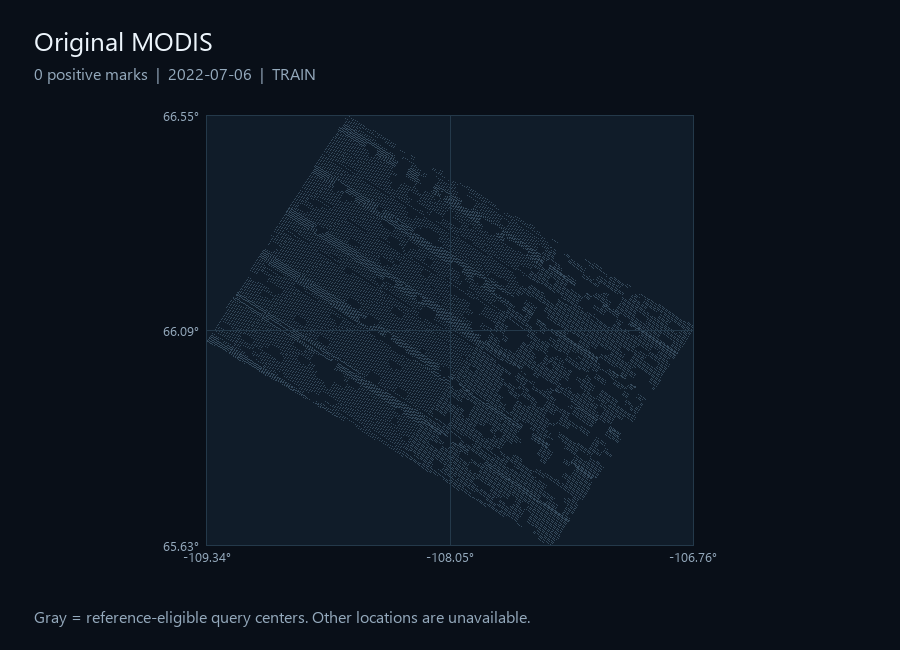 Original MODIS
0 positive marks | 2022-07-06 | TRAIN
66.55°
66.09°
65.63°
-109.34° -108.05° -106.76°
Gray = reference-eligible query centers. Other locations are unavailable.